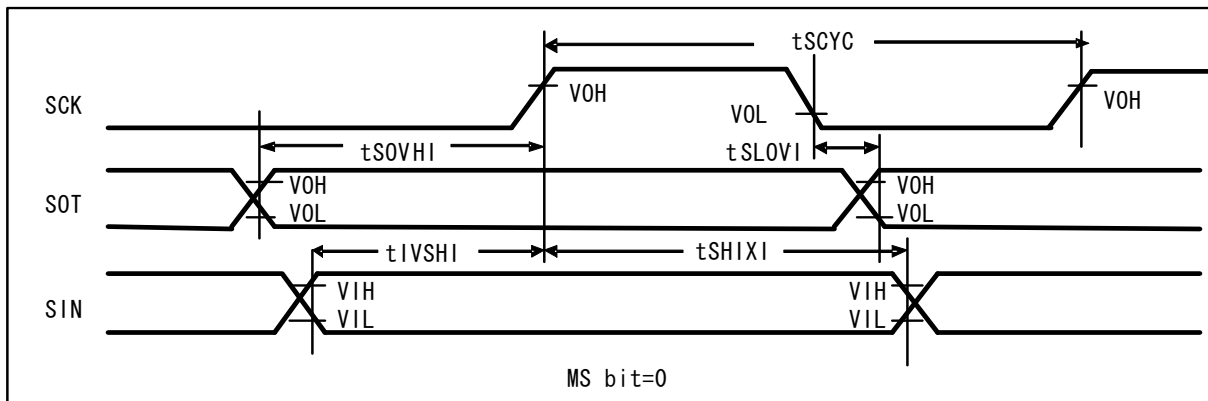 tSCYC
SCK
VOH
VOL
VOH
tSOVHI
tSLOVI
SOT
VOH
VOL
VOH
VOL
tIVSHI
tSHIXI
SIN
VIH
VIL
VIH
VIL
MS bit=0